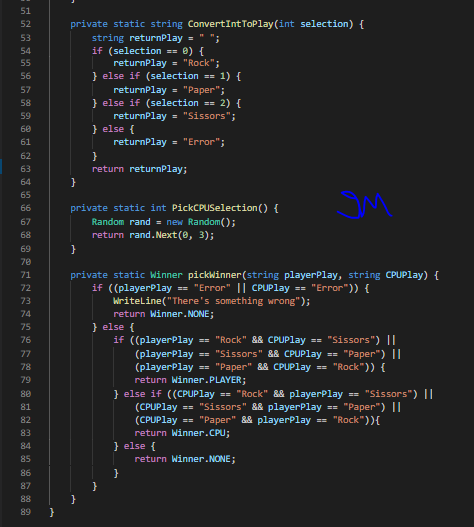 51
52 private static string ConvertIntToPlay(int selection) {
53 string returnPlay = " ";
54 if (selection == 0) {
55 returnPlay = "Rock";
56 } else if (selection == 1) {
57 returnPlay = "Paper";
58 } else if (selection == 2) {
59 returnPlay = "Sissors";
60 } else {
61 returnPlay = "Error";
62 }
63 return returnPlay;
64 }
65
66 private static int PickCPUSelection() {
67 Random rand = new Random();
68 return rand.Next(0, 3);
69 }
70
71 private static Winner pickWinner(string playerPlay, string CPUPlay) {
72 if ((playerPlay == "Error" || CPUPlay == "Error")) {
73 WriteLine("There's something wrong");
74 return Winner.NONE;
75 } else {
76 if ((playerPlay == "Rock" && CPUPlay == "Sissors") ||
77 (playerPlay == "Sissors" && CPUPlay == "Paper") ||
78 (playerPlay == "Paper" && CPUPlay == "Rock")) {
79 return Winner.PLAYER;
80 } else if ((CPUPlay == "Rock" && playerPlay == "Sissors") ||
81 (CPUPlay == "Sissors" && playerPlay == "Paper") ||
82 (CPUPlay == "Paper" && playerPlay == "Rock")){
83 return Winner.CPU;
84 } else {
85 return Winner.NONE;
86 }
87 }
88 }
89 }